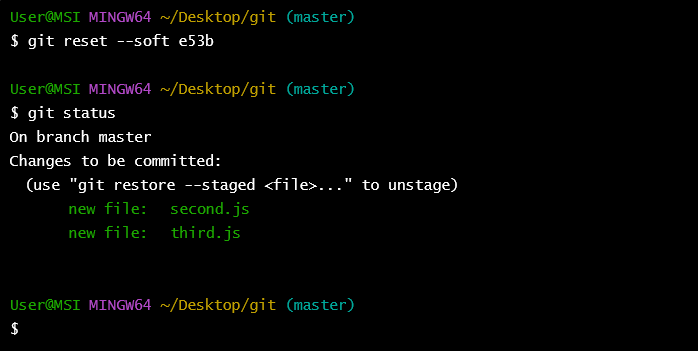 User@MSI MINGW64 ~/Desktop/git (master)
$ git reset --soft e53b
User@MSI MINGW64 ~/Desktop/git (master)
$ git status
On branch master
Changes to be committed:
(use "git restore --staged <file>..." to unstage)
new file: second.js
new file: third.js
User@MSI MINGW64 ~/Desktop/git (master)
$